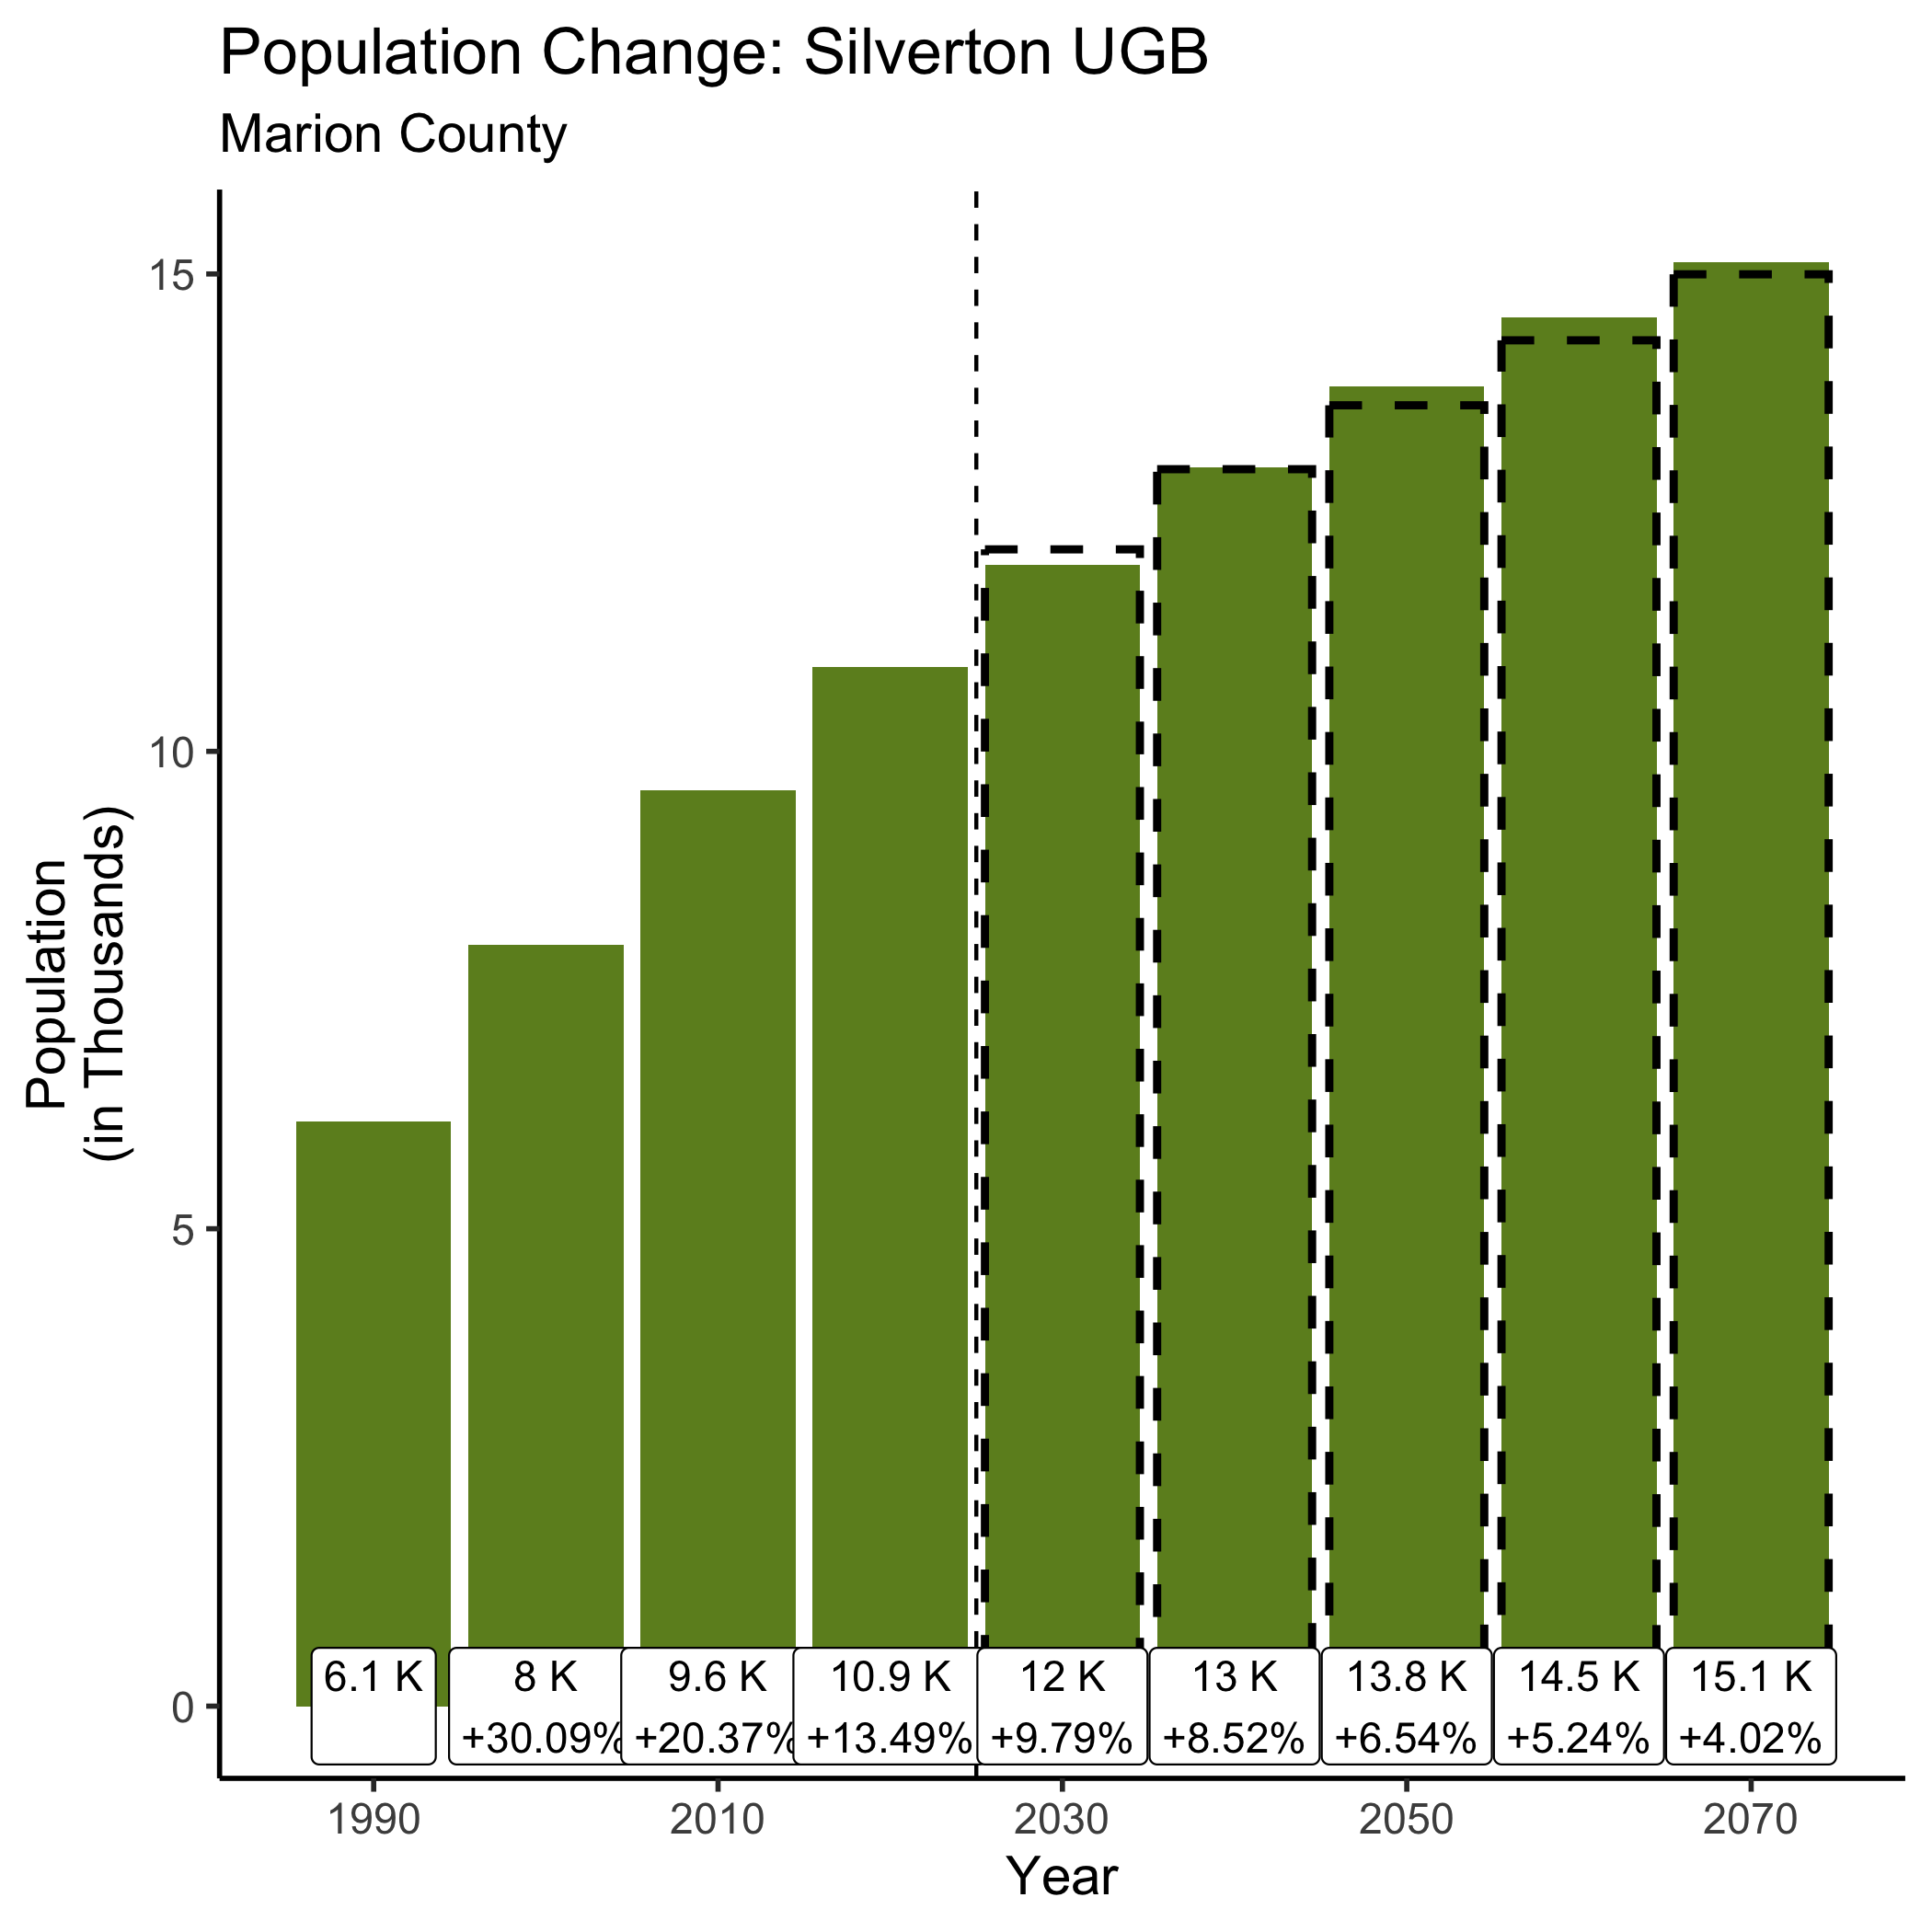 Population Change: Silverton UGB
Marion County
Population
(in Thousands)
15
10
5
0
6.1 K
8 K
+30.09%
9.6 K
+20.37%
10.9 K
+13.49%
12 K
+9.79%
13 K
+8.52%
13.8 K
+6.54%
14.5 K
+5.24%
15.1 K
+4.02%
1990
2010
2030
2050
2070
Year